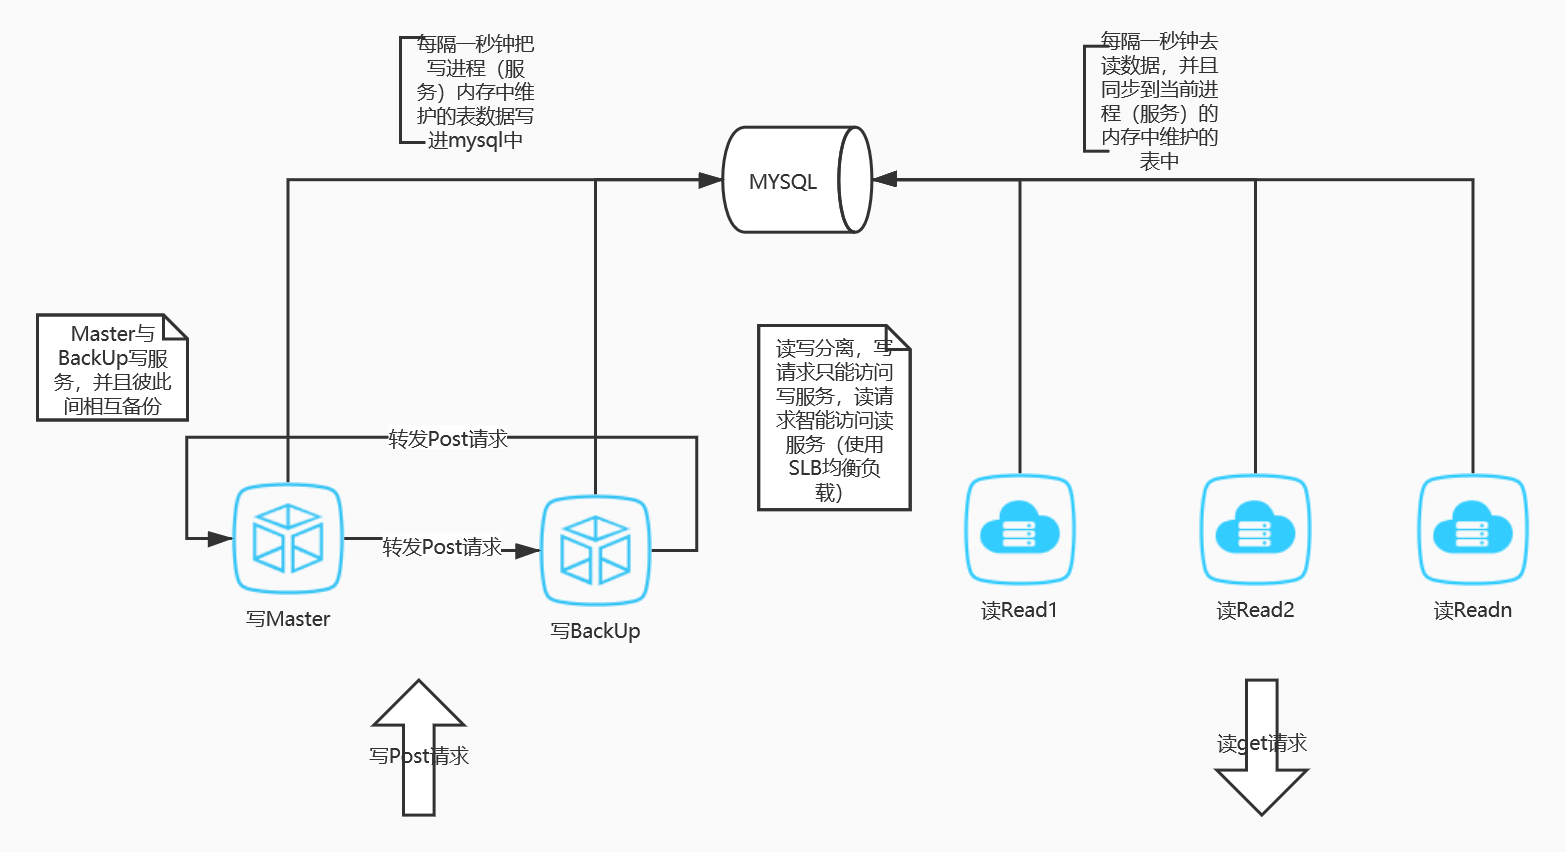 每隔一秒钟把
写进程（服
务）内存中维
护的表数据写
进mysql中
每隔一秒钟去
读数据，并且
同步到当前进
程（服务）的
内存中维护的
表中
MYSQL
Master与
BackUp写服
务，并且彼此
间相互备份
读写分离，写
请求只能访问
写服务，读请
求智能访问读
服务（使用
SLB均衡负
载）
转发Post请求
转发Post请求
写Master
写BackUp
读Read1
读Read2
读Readn
写Post请求
读get请求